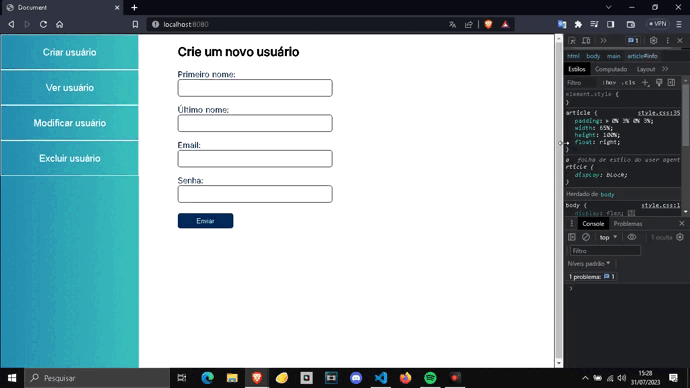 Document
localhost:8080
VPN
Criar usuário
Ver usuário
Modificar usuário
Excluir usuário
Crie um novo usuário
Primeiro nome:
Último nome:
Email:
Senha:
Enviar
1
html body main article#info
Estilos Computado Layout
Filtro :hov .cls
element.style {
}
article { style.css:35
padding: 0% 3% 0% 3%;
width: 65%;
height: 100%;
float: right;
}
folha de estilo do user agent
rticle {
display: block;
}
Herdado de body
body { style.css:1
display: flex;
Console Problemas
top 1 oculta
Filtro
Níveis padrão
1 problema: 1
Pesquisar
15:28
31/07/2023